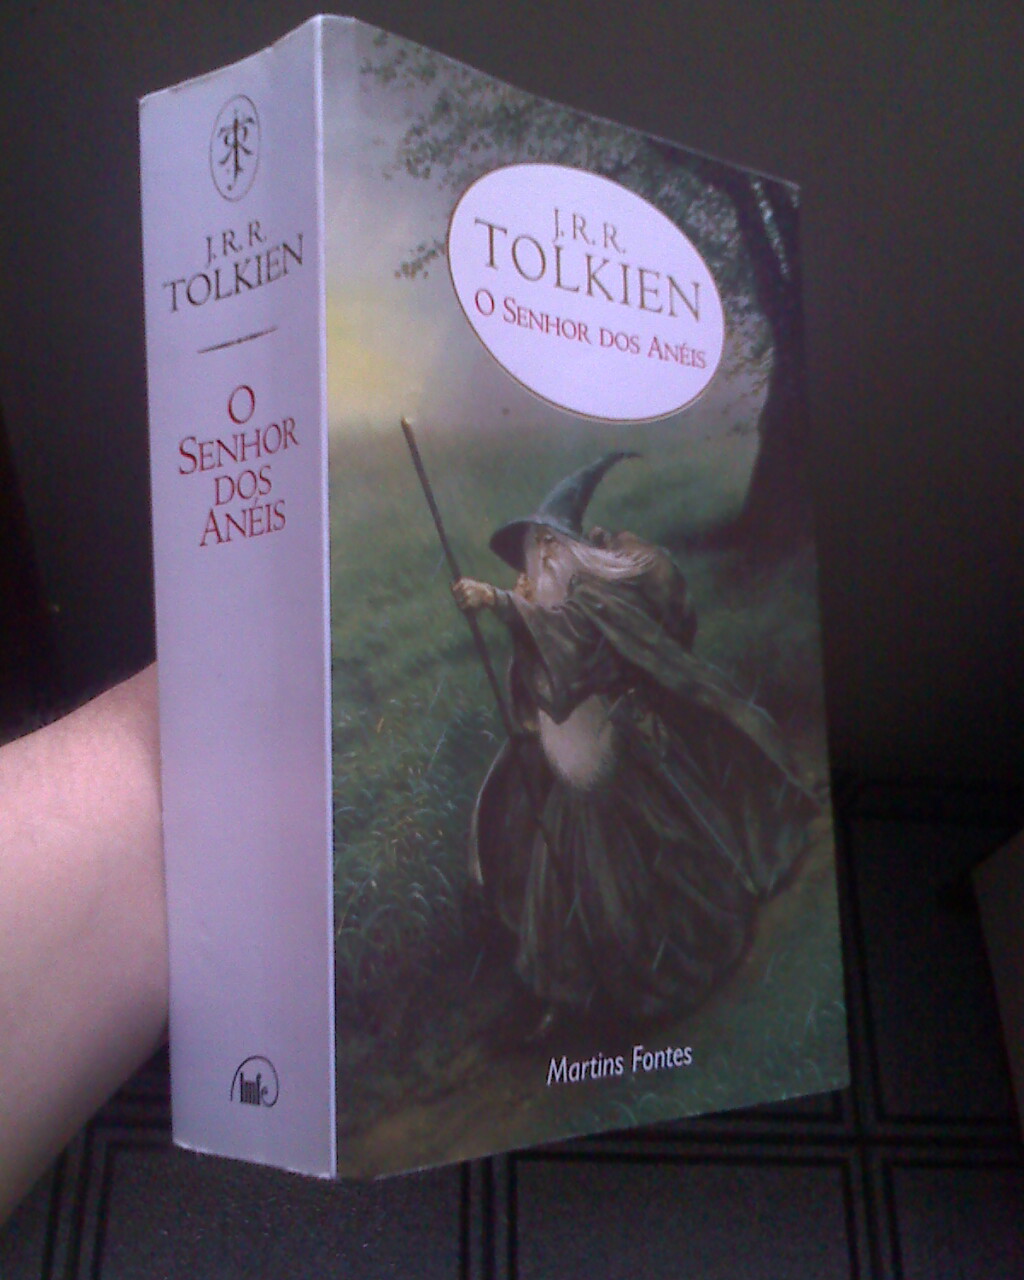 J. R. R.
TOLKIEN
O
SENHOR
DOS
ANÉIS
J. R. R.
TOLKIEN
O SENHOR DOS ANÉIS
Martins Fontes